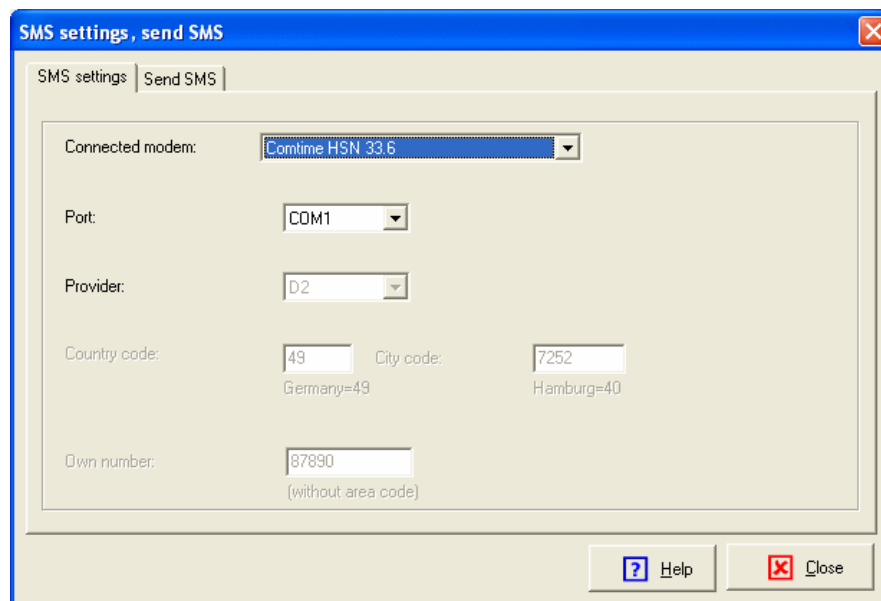 SMS settings, send SMS
SMS settings Send SMS
Connected modem: Comtime HSN 33.6
Port: COM1
Provider: D2
Country code: 49 City code: 7252
Germany=49 Hamburg=40
Own number: 87890
(without area code)
? Help Close